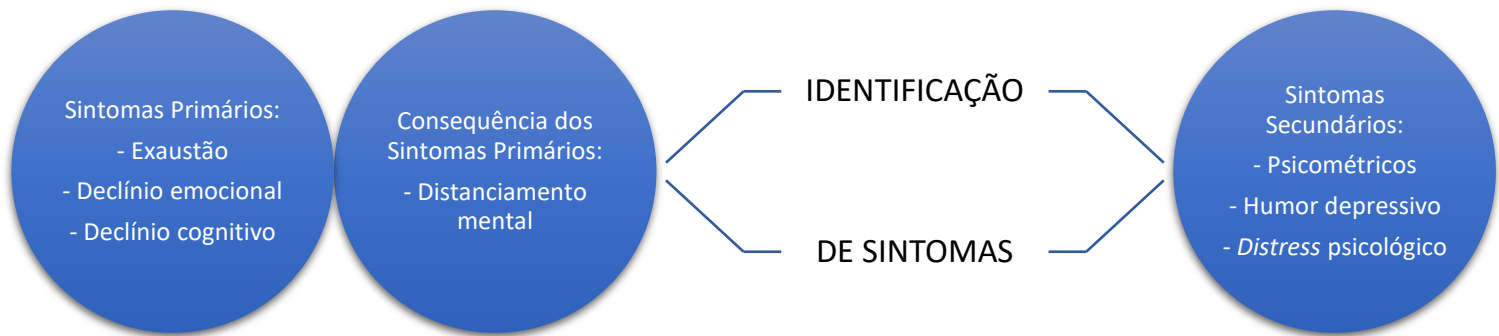 Sintomas Primários:
- Exaustão
- Declínio emocional
- Declínio cognitivo
Consequência dos
Sintomas Primários:
- Distanciamento
mental
IDENTIFICAÇÃO
DE SINTOMAS
Sintomas
Secundários:
- Psicométricos
- Humor depressivo
- Distress psicológico